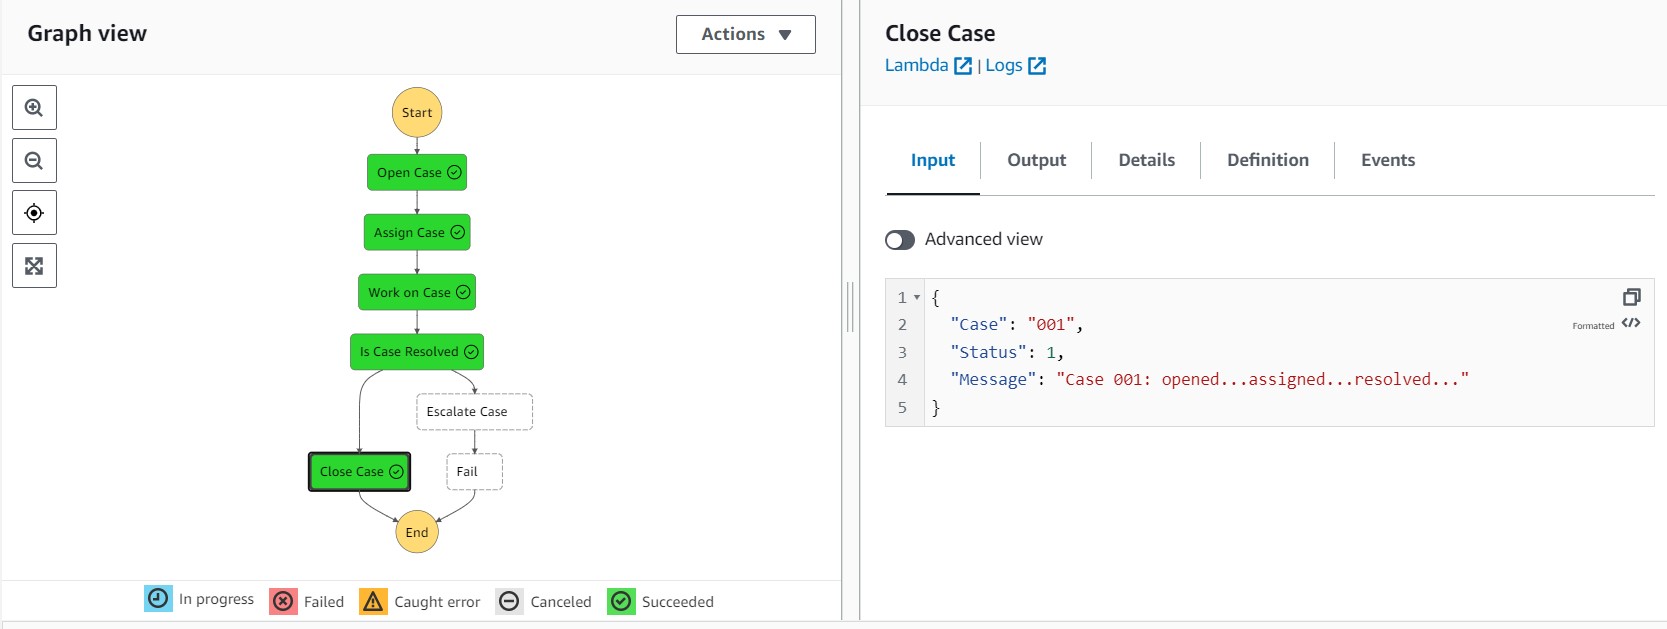 Graph view
Actions
Start
Open Case
Assign Case
Work on Case
Is Case Resolved
Escalate Case
Close Case
Fail
End
In progress
Failed
Caught error
Canceled
Succeeded
Close Case
Lambda | Logs
Input
Output
Details
Definition
Events
Advanced view
1 {
2 "Case": "001",
3 "Status": 1,
4 "Message": "Case 001: opened...assigned...resolved..."
5 }
Formatted </>